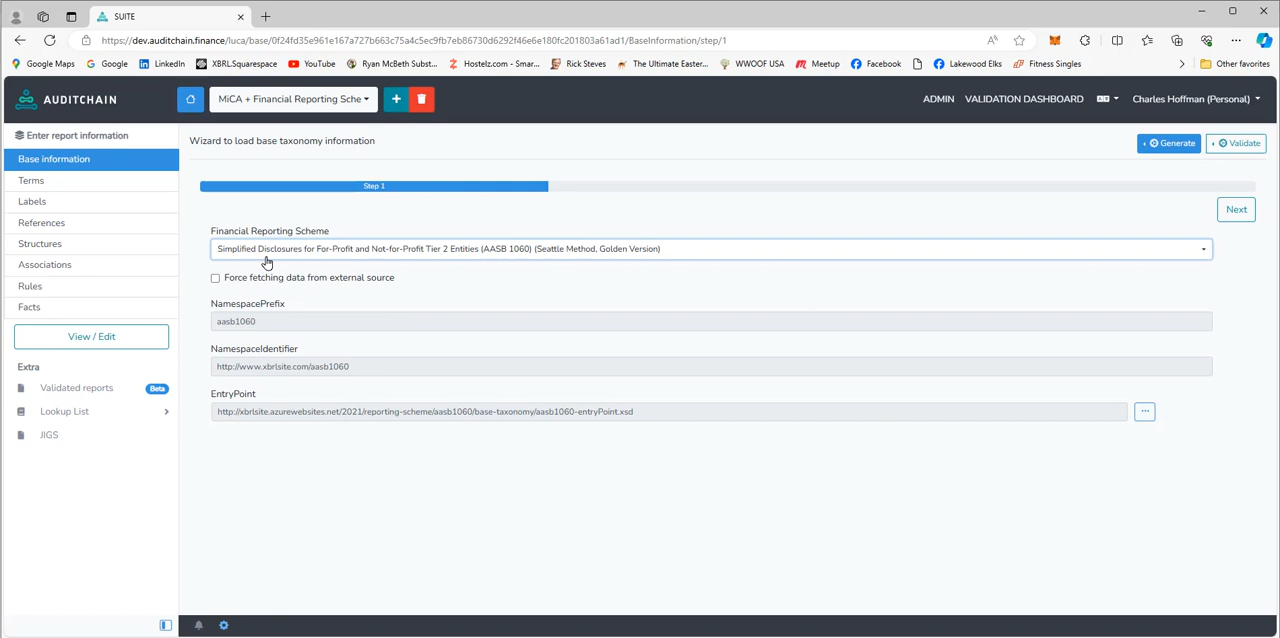 SUITE
https://dev.auditchain.finance/luca/base/0f24fd35e961e167a727b663c75a4c5ec9fb7eb86730d6292f46e6e180fc201803a61ad1/BaseInformation/step/1
Google Maps Google LinkedIn XBRL.Squarespace YouTube Ryan McBeth Subst... Hostelz.com - Smar... Rick Steves The Ultimate Easter... WWOOF USA Meetup Facebook Lakewood Elks Fitness Singles Other favorites
AUDITCHAIN MiCA + Financial Reporting Sche ADMIN VALIDATION DASHBOARD Charles Hoffman (Personal)
Enter report information
Wizard to load base taxonomy information
Generate Validate
Base information
Terms
Labels
References
Structures
Associations
Rules
Facts
View / Edit
Extra
Validated reports Beta
Lookup List
JIGS
Step 1
Next
Financial Reporting Scheme
Simplified Disclosures for For-Profit and Not-for-Profit Tier 2 Entities (AASB 1060) (Seattle Method, Golden Version)
Force fetching data from external source
NamespacePrefix
aasb1060
NamespaceIdentifier
http://www.xbrlsite.com/aasb1060
EntryPoint
http://xbrlsite.azurewebsites.net/2021/reporting-scheme/aasb1060/base-taxonomy/aasb1060-entryPoint.xsd
...